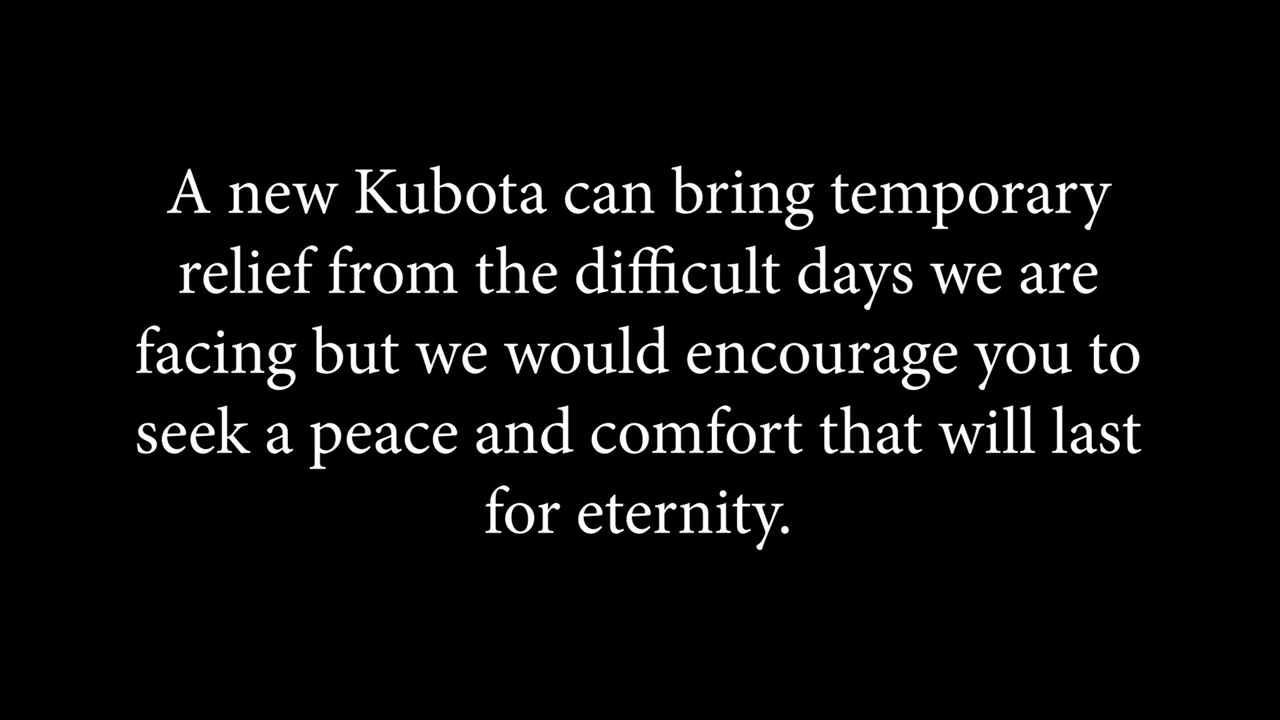 A new Kubota can bring temporary
relief from the difficult days we are
facing but we would encourage you to
seek a peace and comfort that will last
for eternity.